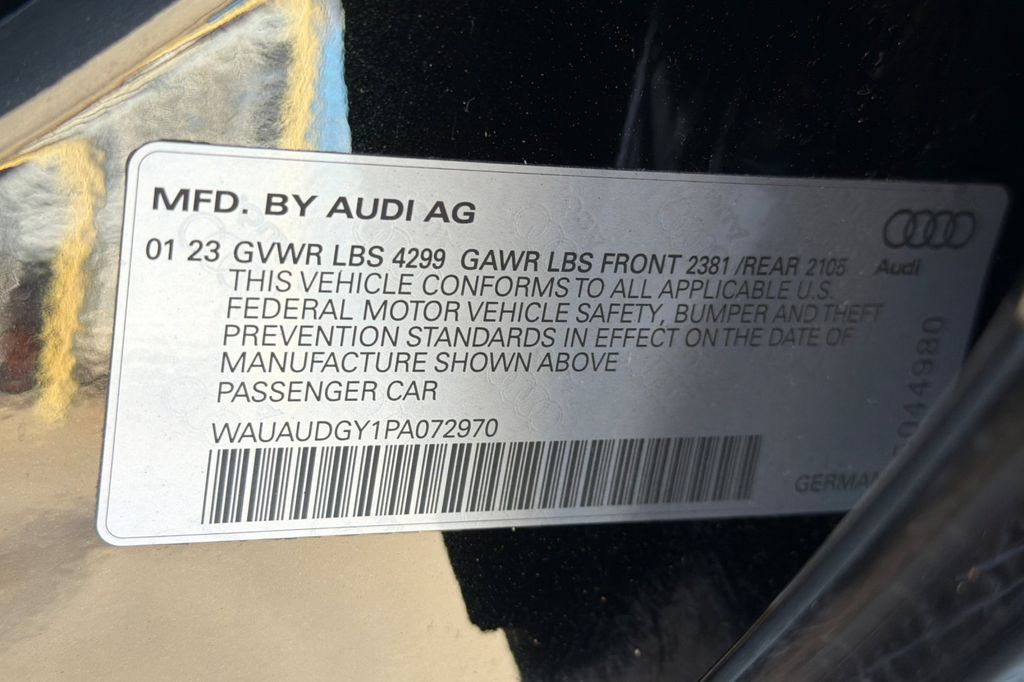 MFD. BY AUDI AG
01 23 GVWR LBS 4299 GAWR LBS FRONT 2381 /REAR 2105
Audi
THIS VEHICLE CONFORMS TO ALL APPLICABLE U.S.
FEDERAL MOTOR VEHICLE SAFETY, BUMPER AND THEFT
PREVENTION STANDARDS IN EFFECT ON THE DATE OF
MANUFACTURE SHOWN ABOVE
PASSENGER CAR
WAUAUDGY1PA072970